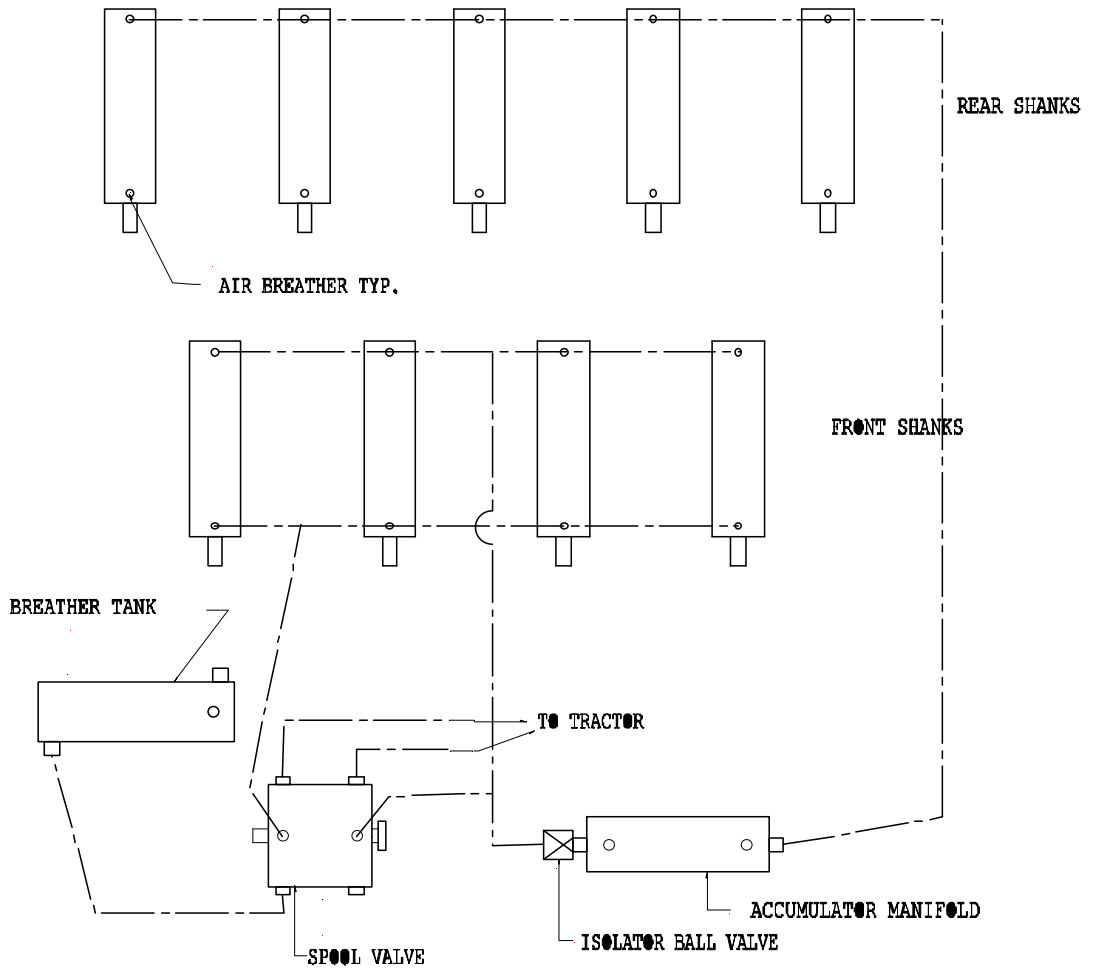 REAR SHANKS
AIR BREATHER TYP.
FRONT SHANKS
BREATHER TANK
TO TRACTOR
ACCUMULATOR MANIFOLD
ISOLATOR BALL VALVE
SPOOL VALVE